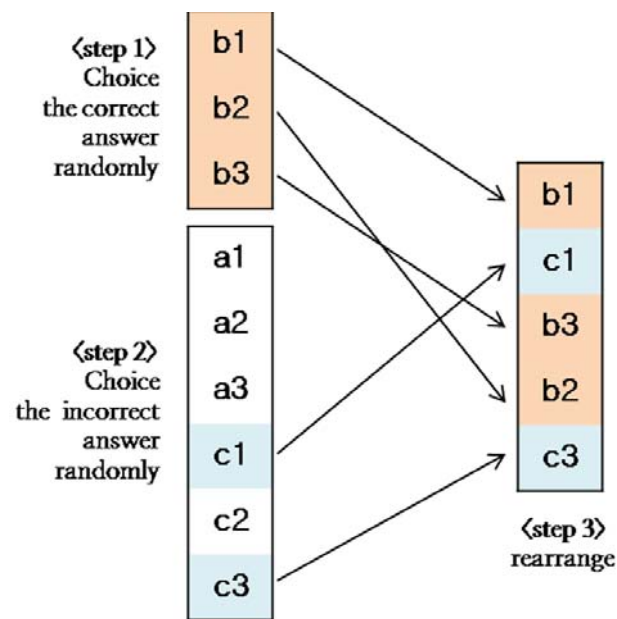 〈step 1〉
Choice
the correct
answer
randomly
b1
b2
b3
〈step 2〉
Choice
the incorrect
answer
randomly
a1
a2
a3
c1
c2
c3
b1
c1
b3
b2
c3
〈step 3〉
rearrange